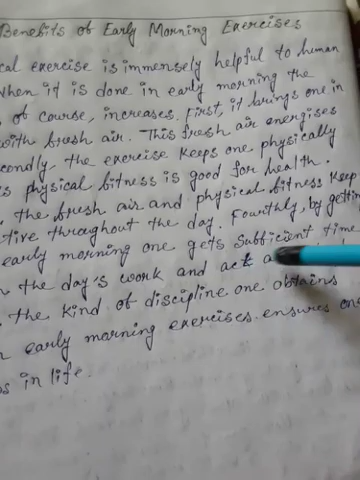 Benefits of Early Morning Exercises
cal exercise is immensely helpful to human
when it is done in early morning the
, of course, increases. First, it brings one in
with fresh air. This fresh air energises
condly, the exercise keeps one physically
is physical fitness is good for health.
, the fresh air and physical fitness keep
tive throughout the day. Fourthly, by gettin
early morning one gets sufficient time
the day's work and act
the kind of discipline one obtains
early morning exercises. ensures one
ss in life.